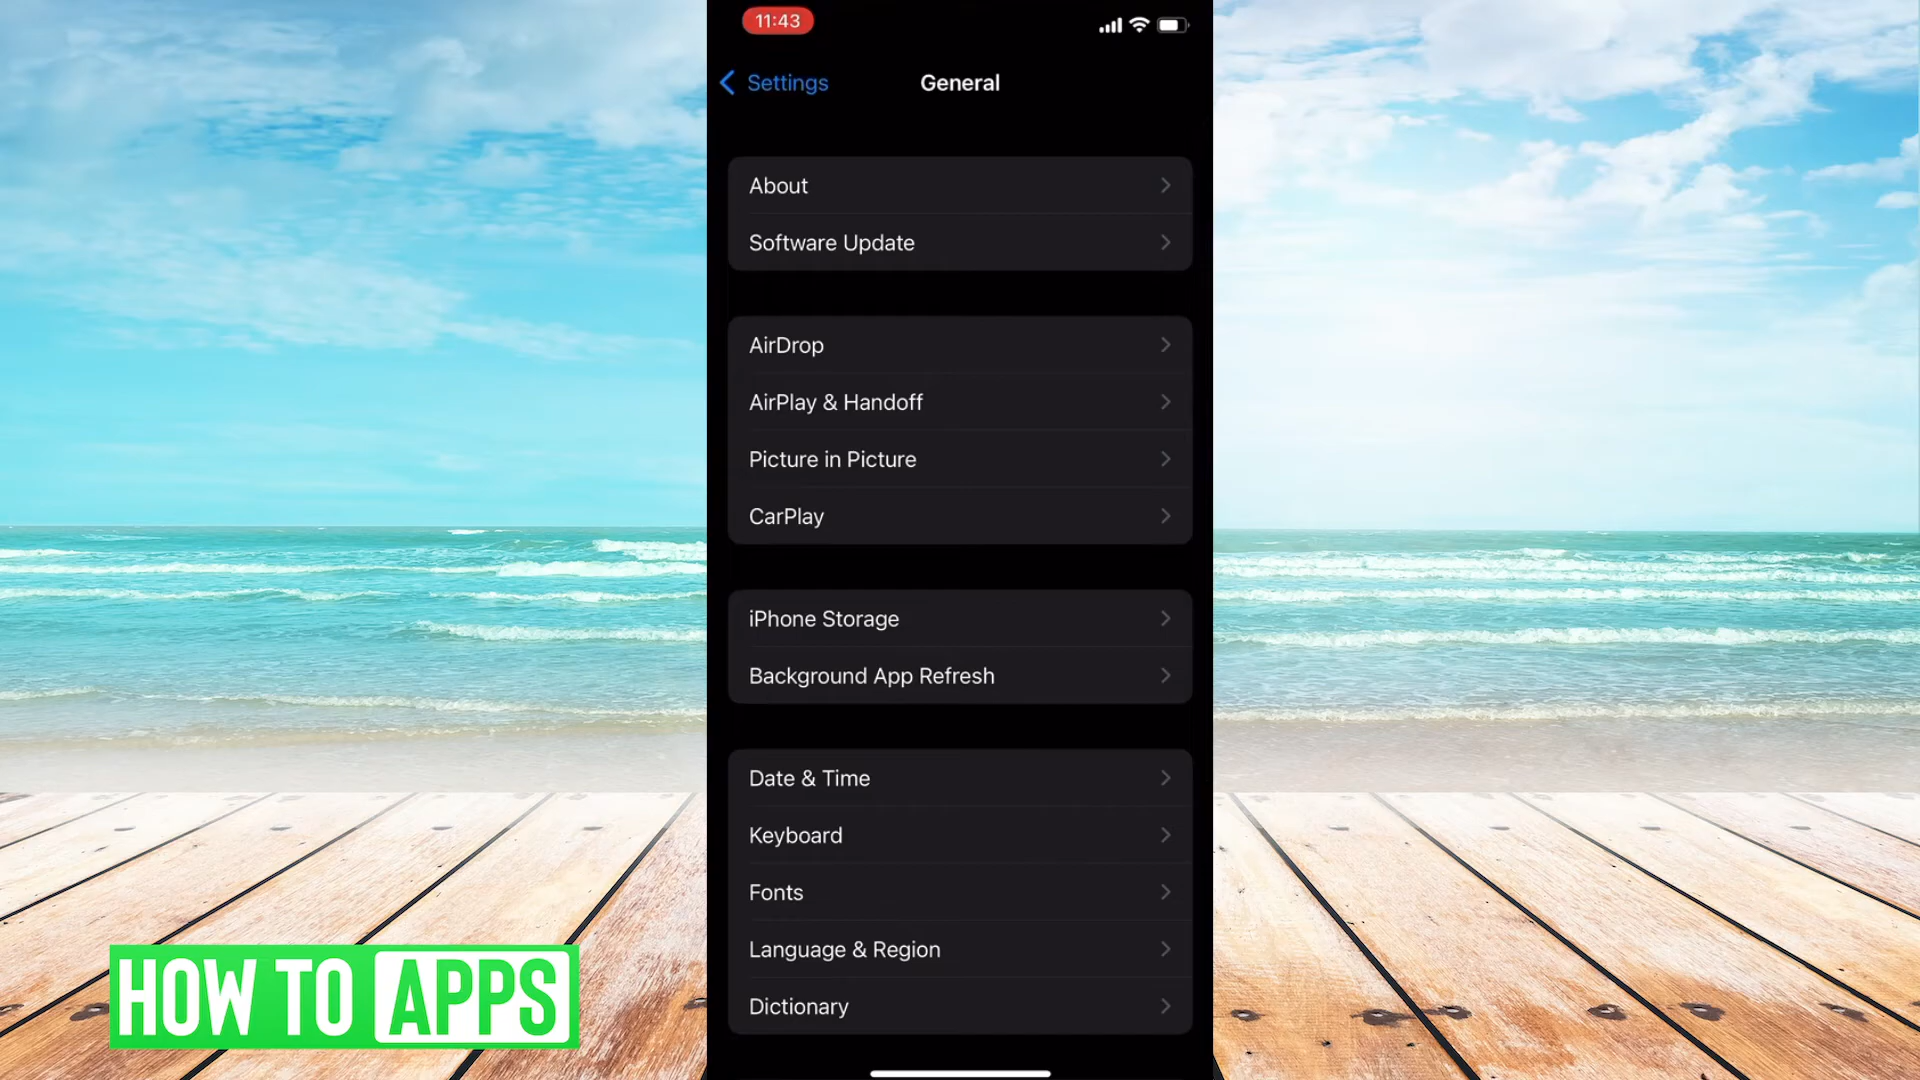 11:43
Settings
General
About
Software Update
AirDrop
AirPlay & Handoff
Picture in Picture
CarPlay
iPhone Storage
Background App Refresh
Date & Time
Keyboard
Fonts
Language & Region
Dictionary
HOW TO APPS